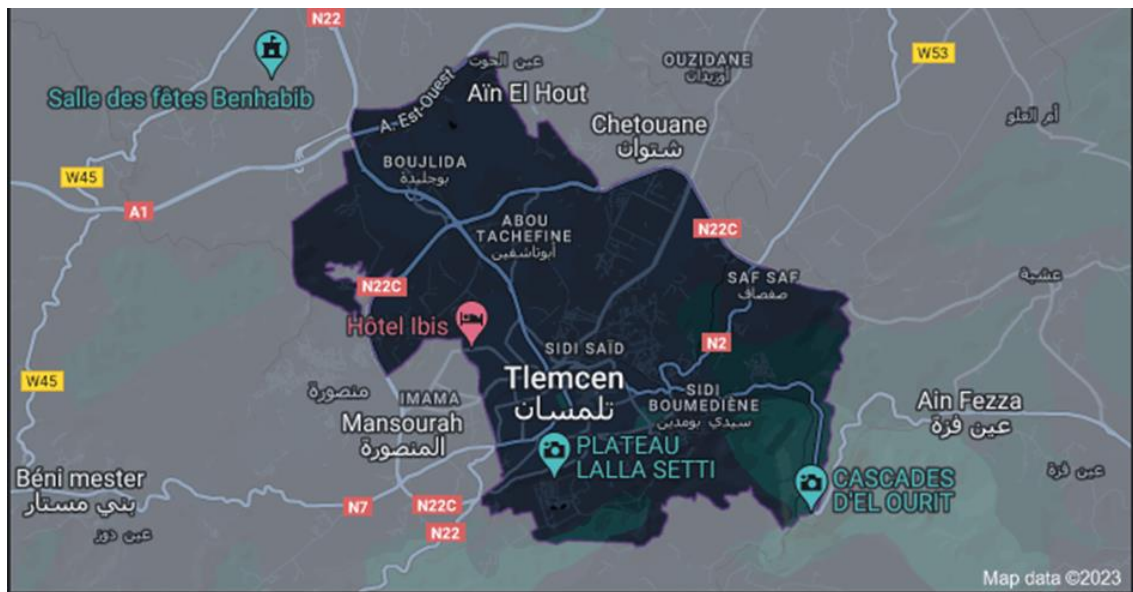 N22
Salle des fêtes Benhabib
A. Est-Ouest
عين الحوت
Aïn El Hout
OUZIDANE
أوزيدات
W53
Chetouane
شتوان
أم العلو
BOUJLIDA
بوجليدة
W45
A1
ABOU
TACHEFINE
أبوتاشفين
N22C
SAF SAF
صفصاف
عشبة
N22C
Hôtel Ibis
SIDI SAÏD
N2
W45
منصورة
IMAMA
Tlemcen
تلمسان
SIDI
BOUMEDIÈNE
سيدي بومدين
Ain Fezza
عين فزة
Mansourah
المنصورة
PLATEAU
LALLA SETTI
Béni mester
بني مستار
CASCADES
D'EL OURIT
عين فزة
N7
N22C
N22
عين دوز
Map data ©2023